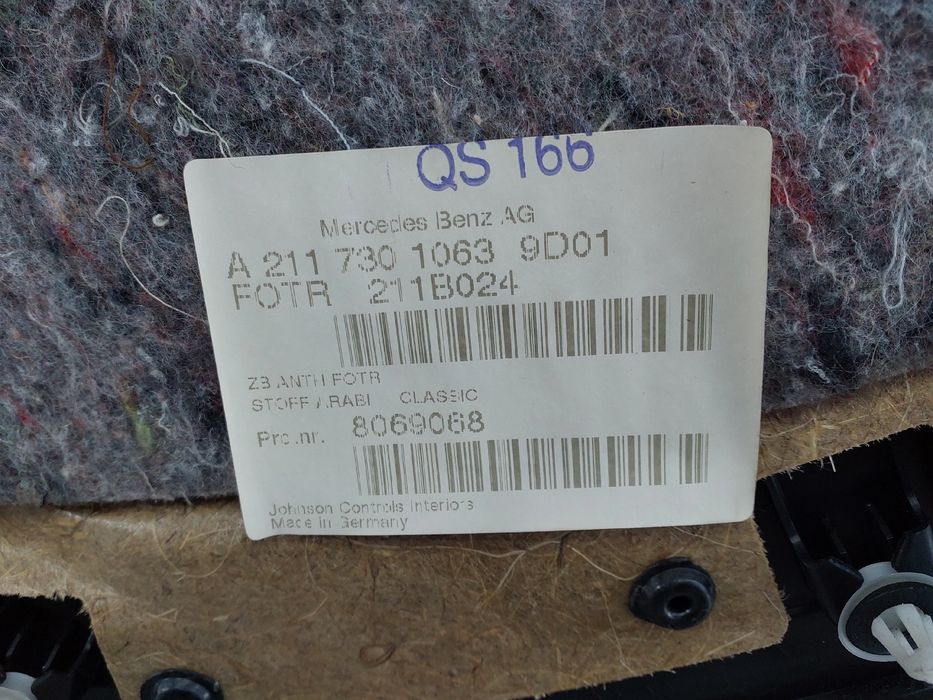 QS 166
Mercedes Benz AG
A 211 730 1063 9D01
FOTR 211B024
ZB ANTH FOTR
STOFF ARABI CLASSIC
Prd.nr. 8069068
Johnson Controls Interiors
Made in Germany